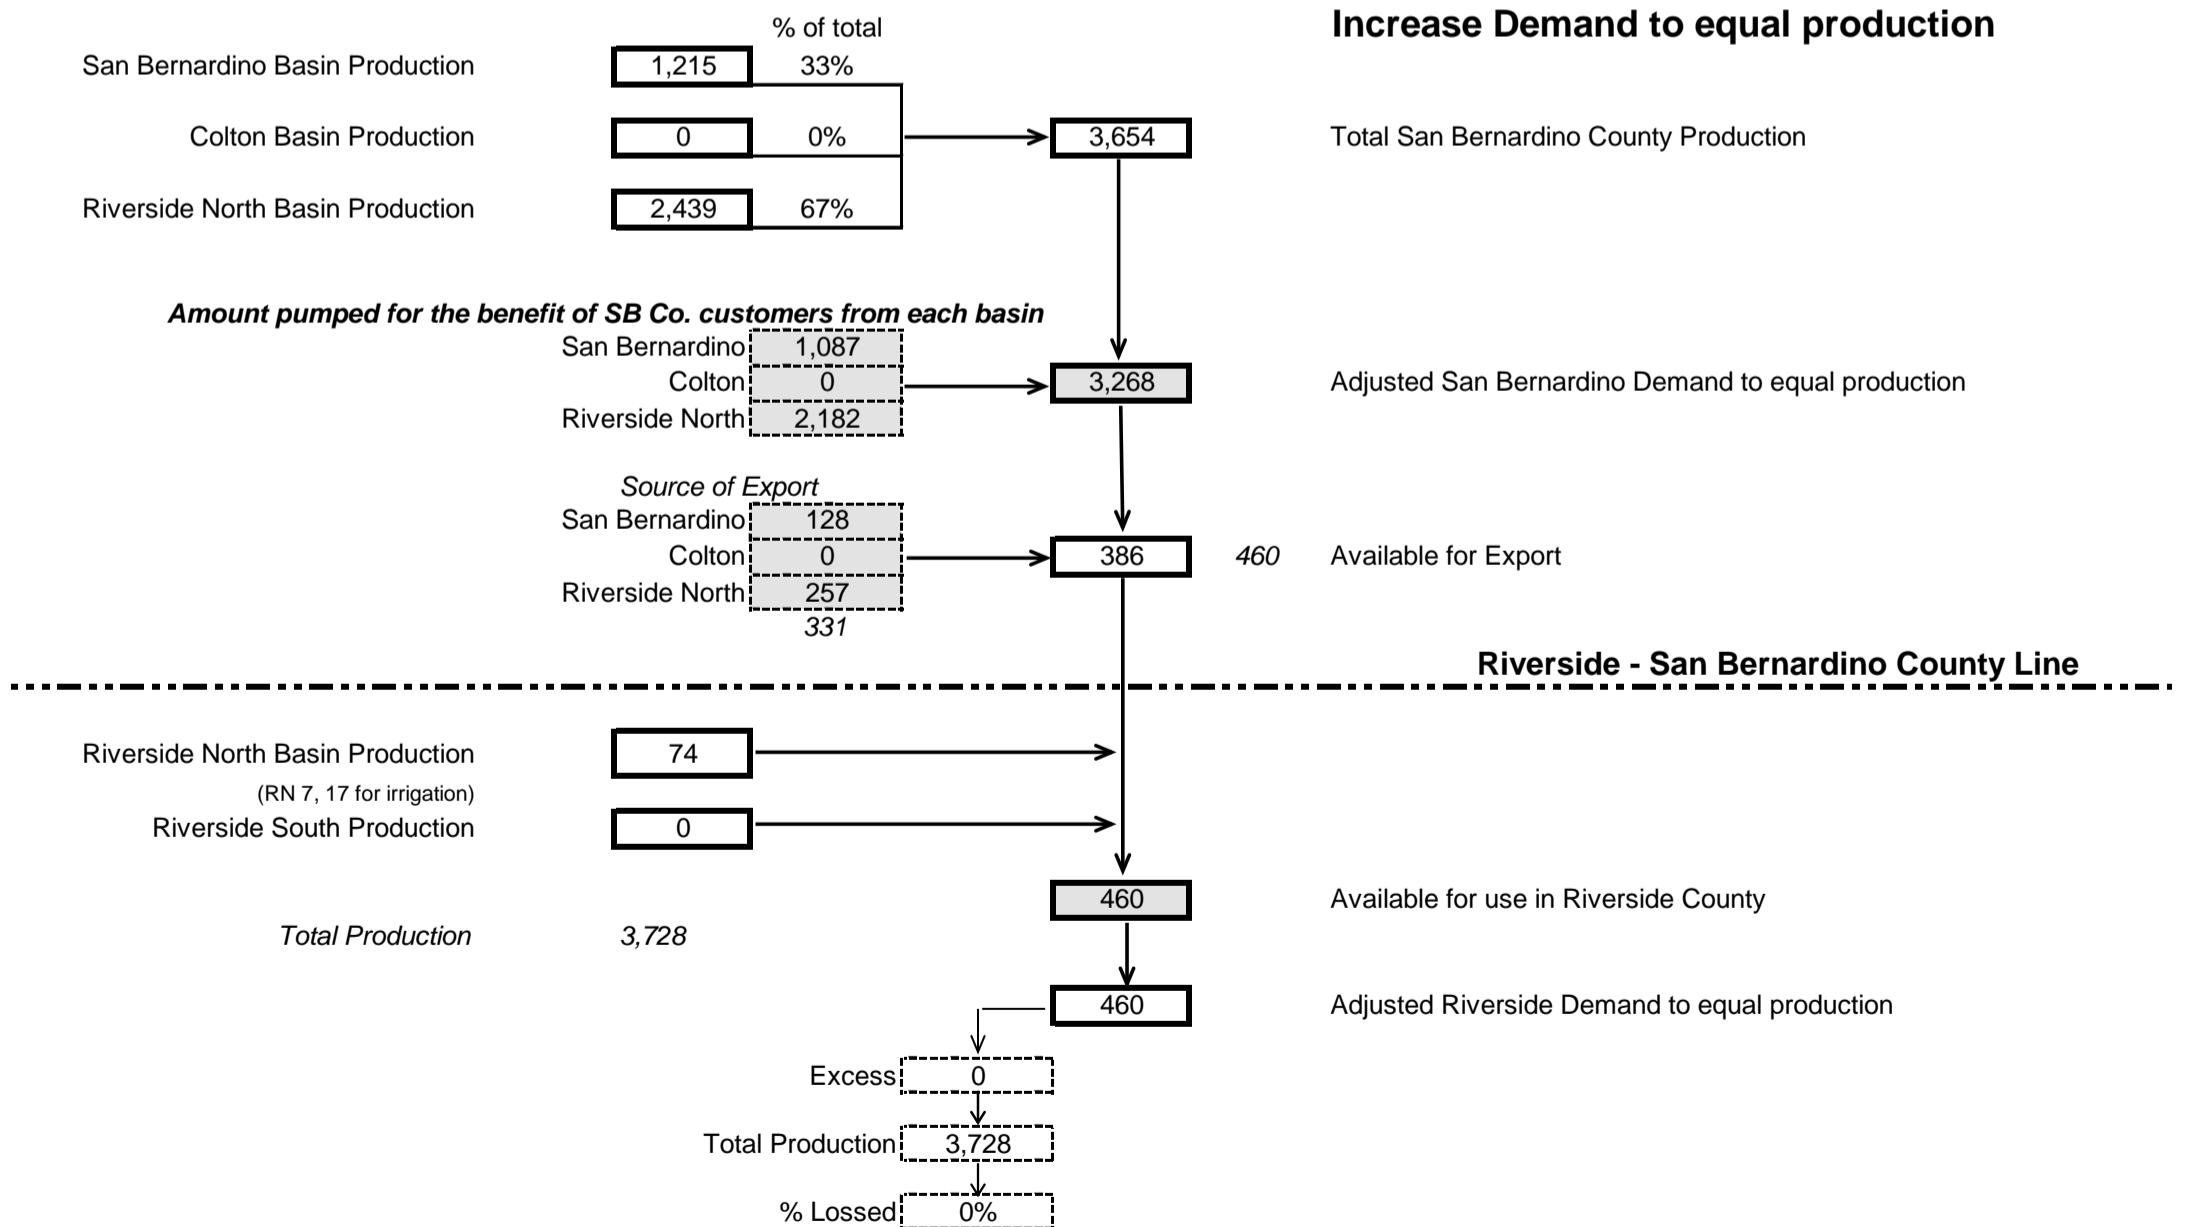 % of total
Increase Demand to equal production
San Bernardino Basin Production 1,215 33%
Colton Basin Production 0 0% 3,654 Total San Bernardino County Production
Riverside North Basin Production 2,439 67%
Amount pumped for the benefit of SB Co. customers from each basin
San Bernardino 1,087
Colton 0 3,268 Adjusted San Bernardino Demand to equal production
Riverside North 2,182
Source of Export
San Bernardino 128
Colton 0 386 460 Available for Export
Riverside North 257
331
Riverside - San Bernardino County Line
Riverside North Basin Production 74
(RN 7, 17 for irrigation)
Riverside South Production 0
460 Available for use in Riverside County
Total Production 3,728
460 Adjusted Riverside Demand to equal production
Excess 0
Total Production 3,728
% Lossed 0%